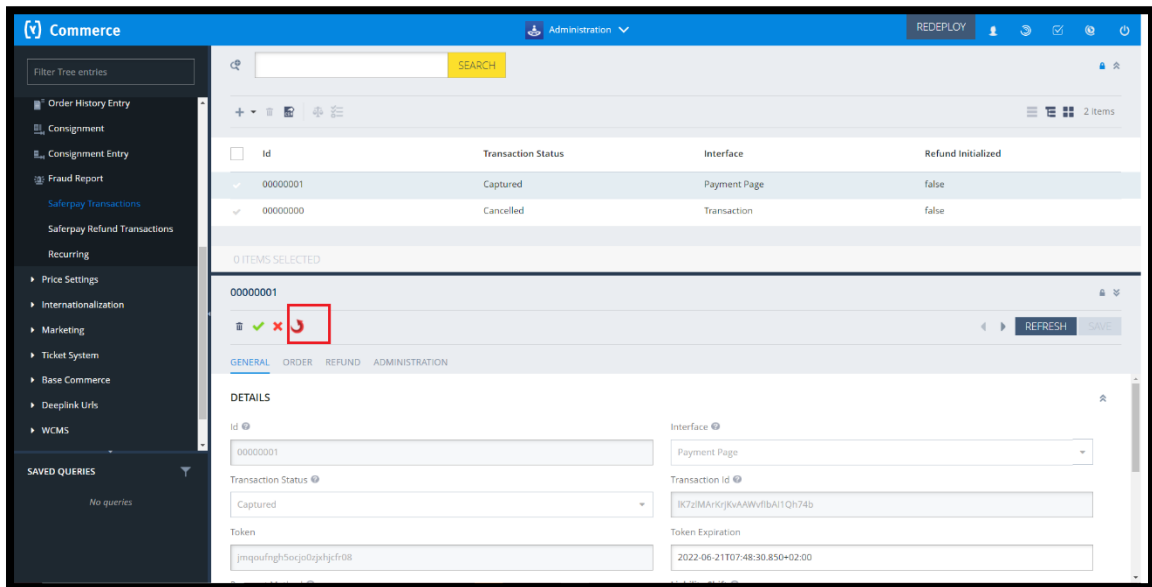 (y) Commerce
Administration
REDEPLOY
Filter Tree entries
SEARCH
Order History Entry
Consignment
Consignment Entry
Fraud Report
Saferpay Transactions
Saferpay Refund Transactions
Recurring
Price Settings
Internationalization
Marketing
Ticket System
Base Commerce
Deeplink Urls
WCMS
SAVED QUERIES
No queries
2 items
Id Transaction Status Interface Refund Initialized
00000001 Captured Payment Page false
00000000 Cancelled Transaction false
0 ITEMS SELECTED
00000001
REFRESH SAVE
GENERAL ORDER REFUND ADMINISTRATION
DETAILS
Id Interface
00000001 Payment Page
Transaction Status Transaction Id
Captured
Token Token Expiration
jmqoufngh5ocjo0zjxhjcfr08 2022-06-21T07:48:30.850+02:00